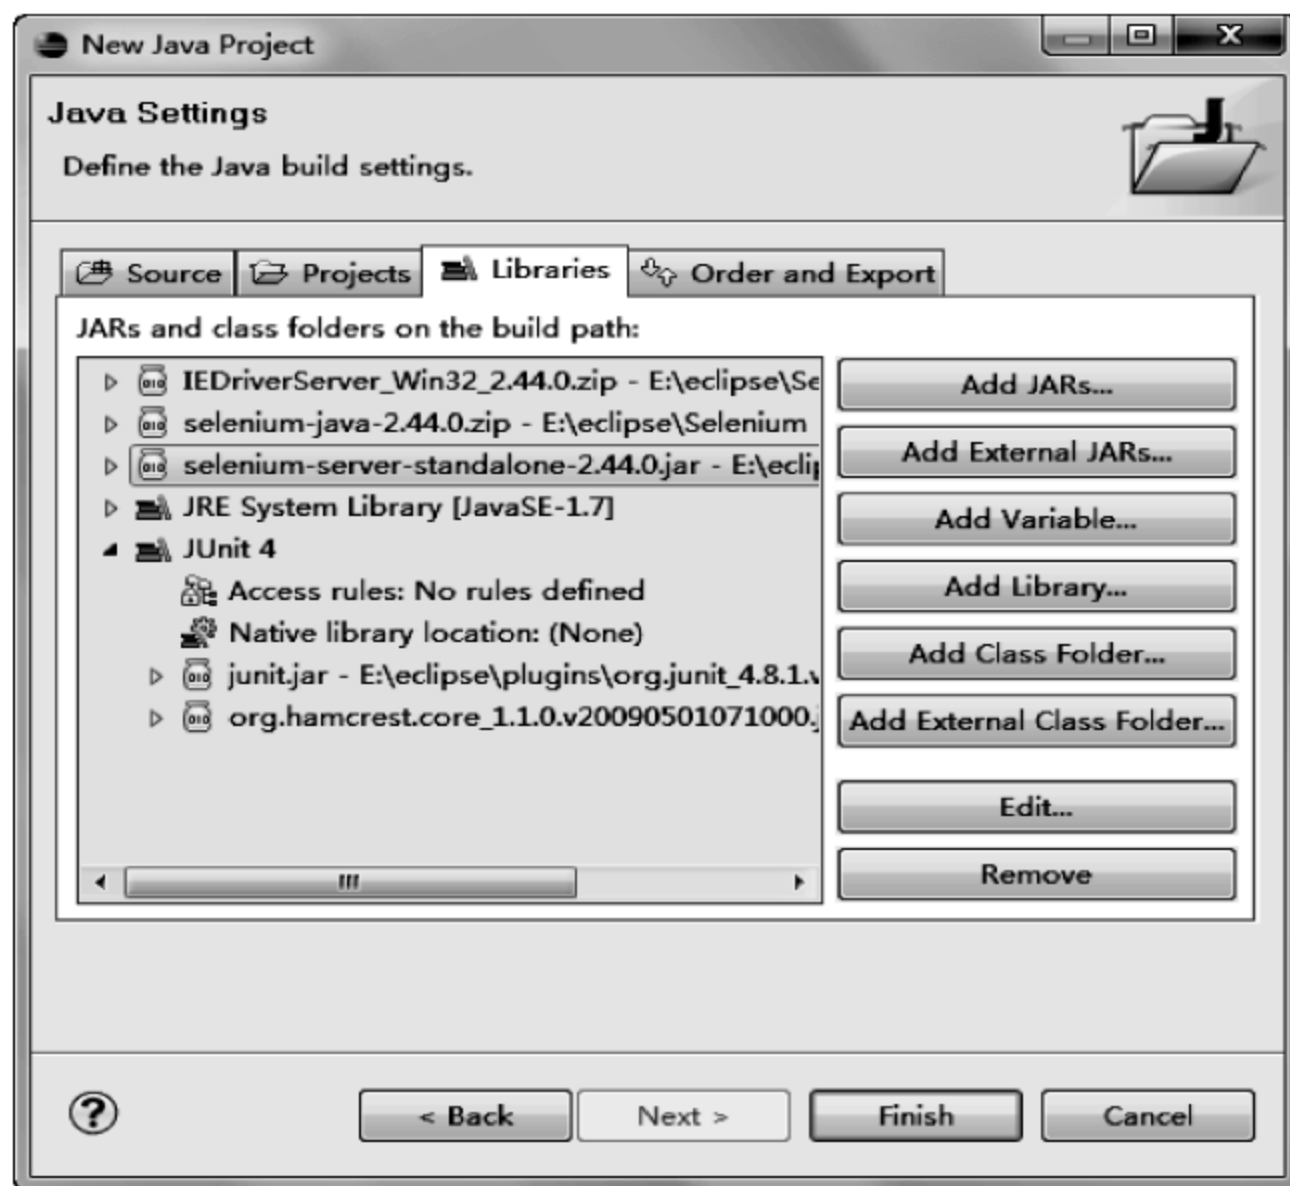 New Java Project
Java Settings
Define the Java build settings.
Source Projects Libraries Order and Export
JARs and class folders on the build path:
IEDriverServer_Win32_2.44.0.zip - E:\eclipse\Se
selenium-java-2.44.0.zip - E:\eclipse\Selenium
selenium-server-standalone-2.44.0.jar - E:\eclip
JRE System Library [JavaSE-1.7]
JUnit 4
Access rules: No rules defined
Native library location: (None)
junit.jar - E:\eclipse\plugins\org.junit_4.8.1.v
org.hamcrest.core_1.1.0.v20090501071000.j
Add JARs...
Add External JARs...
Add Variable...
Add Library...
Add Class Folder...
Add External Class Folder...
Edit...
Remove
< Back
Next >
Finish
Cancel